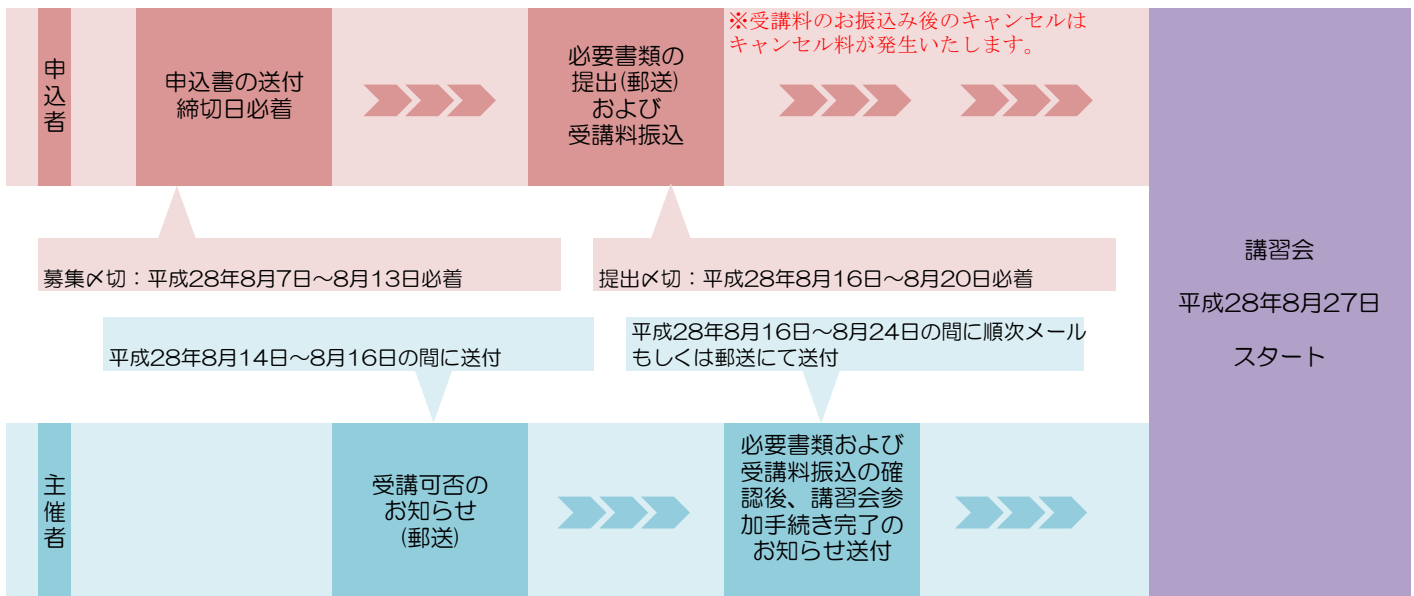 申込者
申込書の送付
締切日必着
必要書類の
提出(郵送)
および
受講料振込
※受講料のお振込み後のキャンセルは
キャンセル料が発生いたします。
募集〆切：平成28年8月7日～8月13日必着
提出〆切：平成28年8月16日～8月20日必着
平成28年8月14日～8月16日の間に送付
平成28年8月16日～8月24日の間に順次メール
もしくは郵送にて送付
主催者
受講可否の
お知らせ
(郵送)
必要書類および
受講料振込の確
認後、講習会参
加手続き完了の
お知らせ送付
講習会
平成28年8月27日
スタート